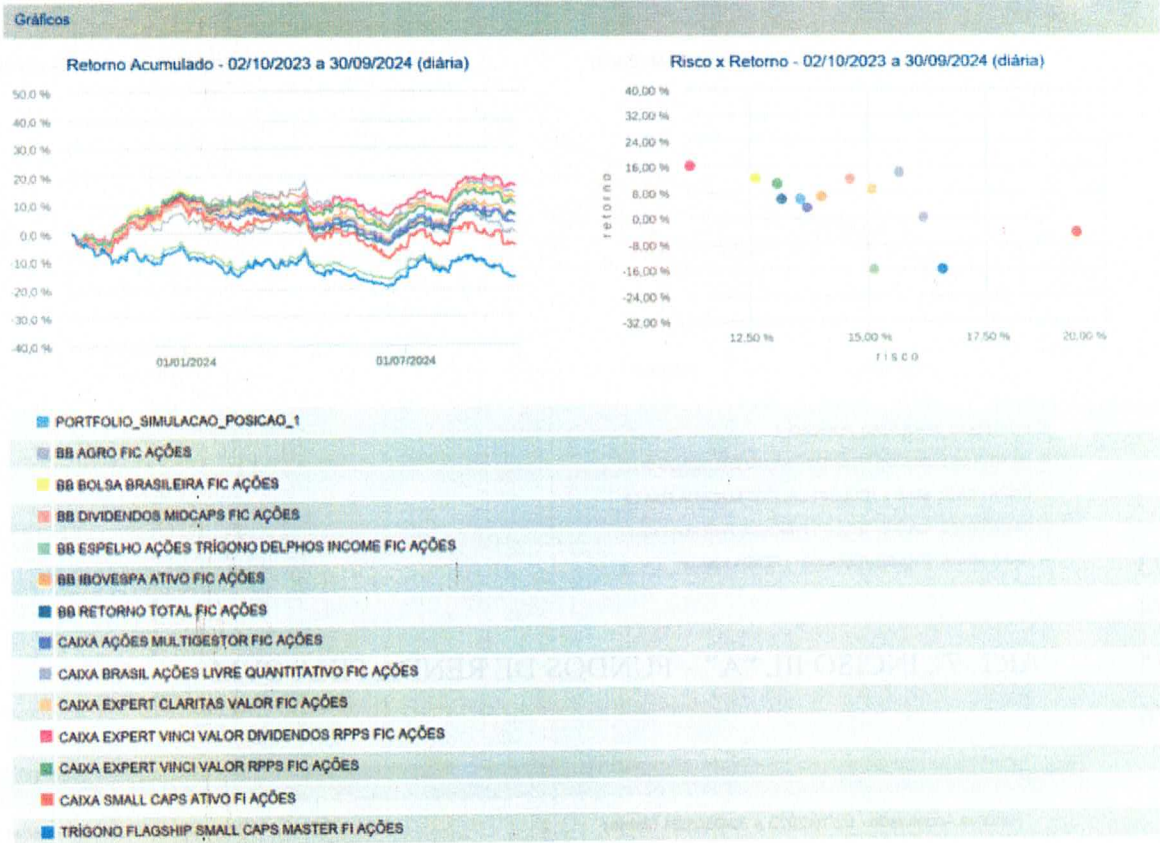 Gráficos
Retorno Acumulado - 02/10/2023 a 30/09/2024 (diária)
50,0 %
40,0 %
30,0 %
20,0 %
10,0 %
0,0 %
-10,0 %
-20,0 %
-30,0 %
-40,0 %
01/01/2024
01/07/2024
Risco x Retorno - 02/10/2023 a 30/09/2024 (diária)
40,00 %
32,00 %
24,00 %
16,00 %
8,00 %
0,00 %
-8,00 %
-16,00 %
-24,00 %
-32,00 %
retorno
12,50 %
15,00 %
17,50 %
20,00 %
risco
PORTFOLIO_SIMULACAO_POSICAO_1
BB AGRO FIC AÇÕES
BB BOLSA BRASILEIRA FIC AÇÕES
BB DIVIDENDOS MIDCAPS FIC AÇÕES
BB ESPELHO AÇÕES TRÍGONO DELPHOS INCOME FIC AÇÕES
BB IBOVESPA ATIVO FIC AÇÕES
BB RETORNO TOTAL FIC AÇÕES
CAIXA AÇÕES MULTIGESTOR FIC AÇÕES
CAIXA BRASIL AÇÕES LIVRE QUANTITATIVO FIC AÇÕES
CAIXA EXPERT CLARITAS VALOR FIC AÇÕES
CAIXA EXPERT VINCI VALOR DIVIDENDOS RPPS FIC AÇÕES
CAIXA EXPERT VINCI VALOR RPPS FIC AÇÕES
CAIXA SMALL CAPS ATIVO FI AÇÕES
TRÍGONO FLAGSHIP SMALL CAPS MASTER FI AÇÕES